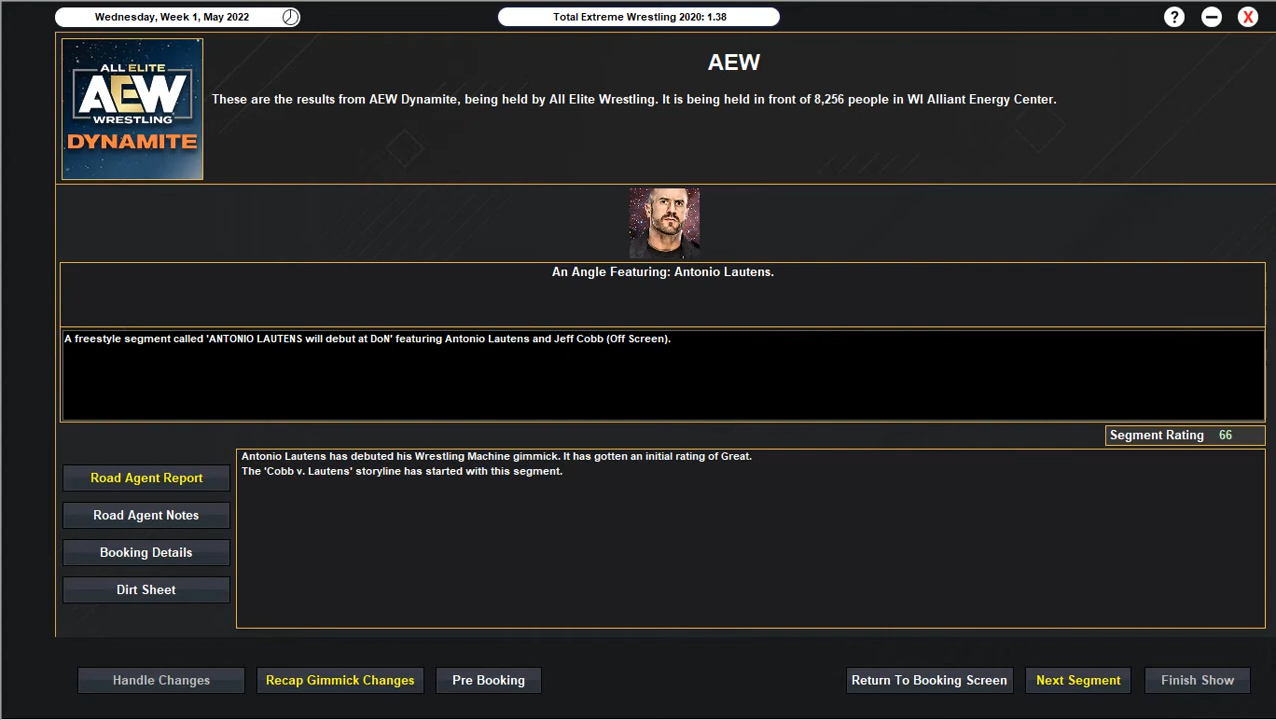 Wednesday, Week 1, May 2022
Total Extreme Wrestling 2020: 1.38
?
X
ALL ELITE
AEW
WRESTLING
DYNAMITE
AEW
These are the results from AEW Dynamite, being held by All Elite Wrestling. It is being held in front of 8,256 people in WI Alliant Energy Center.
An Angle Featuring: Antonio Lautens.
A freestyle segment called 'ANTONIO LAUTENS will debut at DoN' featuring Antonio Lautens and Jeff Cobb (Off Screen).
Segment Rating 66
Antonio Lautens has debuted his Wrestling Machine gimmick. It has gotten an initial rating of Great.
The 'Cobb v. Lautens' storyline has started with this segment.
Road Agent Report
Road Agent Notes
Booking Details
Dirt Sheet
Handle Changes
Recap Gimmick Changes
Pre Booking
Return To Booking Screen
Next Segment
Finish Show